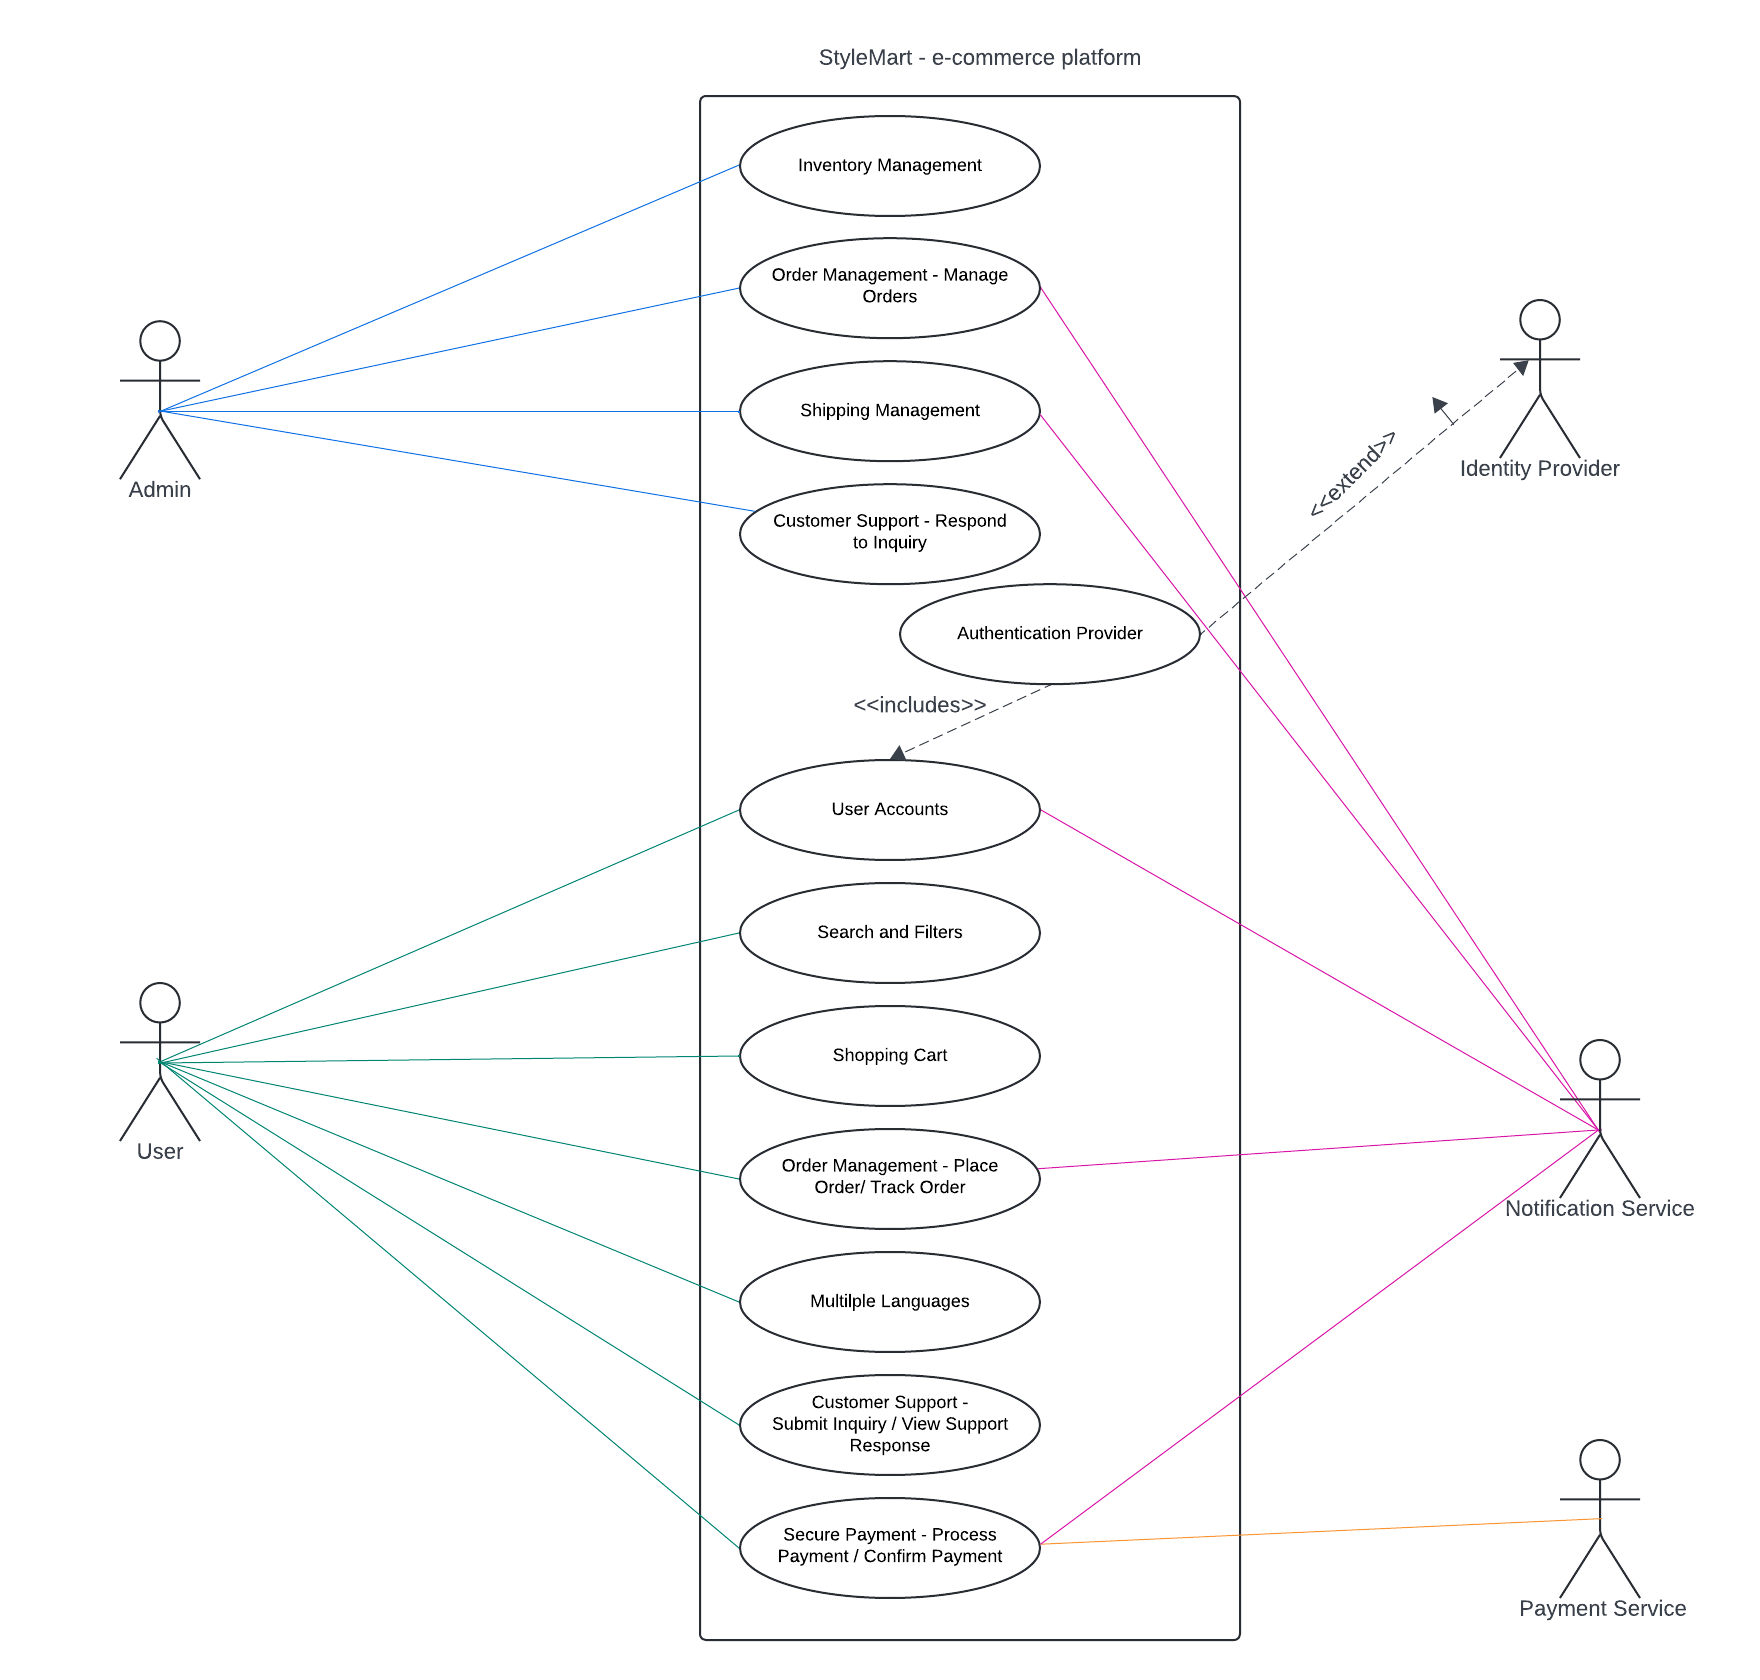 StyleMart - e-commerce platform
Inventory Management
Order Management - Manage
Orders
Shipping Management
Admin
Customer Support - Respond
to Inquiry
Identity Provider
<<extend>>
Authentication Provider
<<includes>>
User Accounts
Search and Filters
Shopping Cart
User
Order Management - Place
Order/ Track Order
Notification Service
Multilple Languages
Customer Support -
Submit Inquiry / View Support
Response
Secure Payment - Process
Payment / Confirm Payment
Payment Service